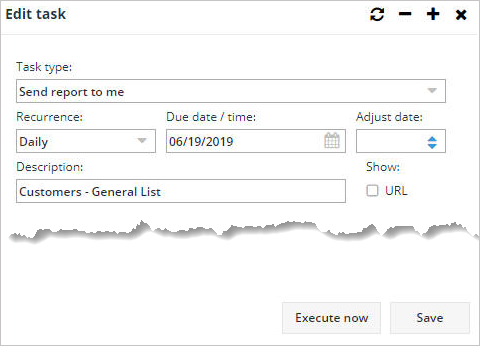 Edit task
Task type:
Send report to me
Recurrence: Due date / time: Adjust date:
Daily 06/19/2019
Description: Show:
Customers - General List URL
Execute now Save